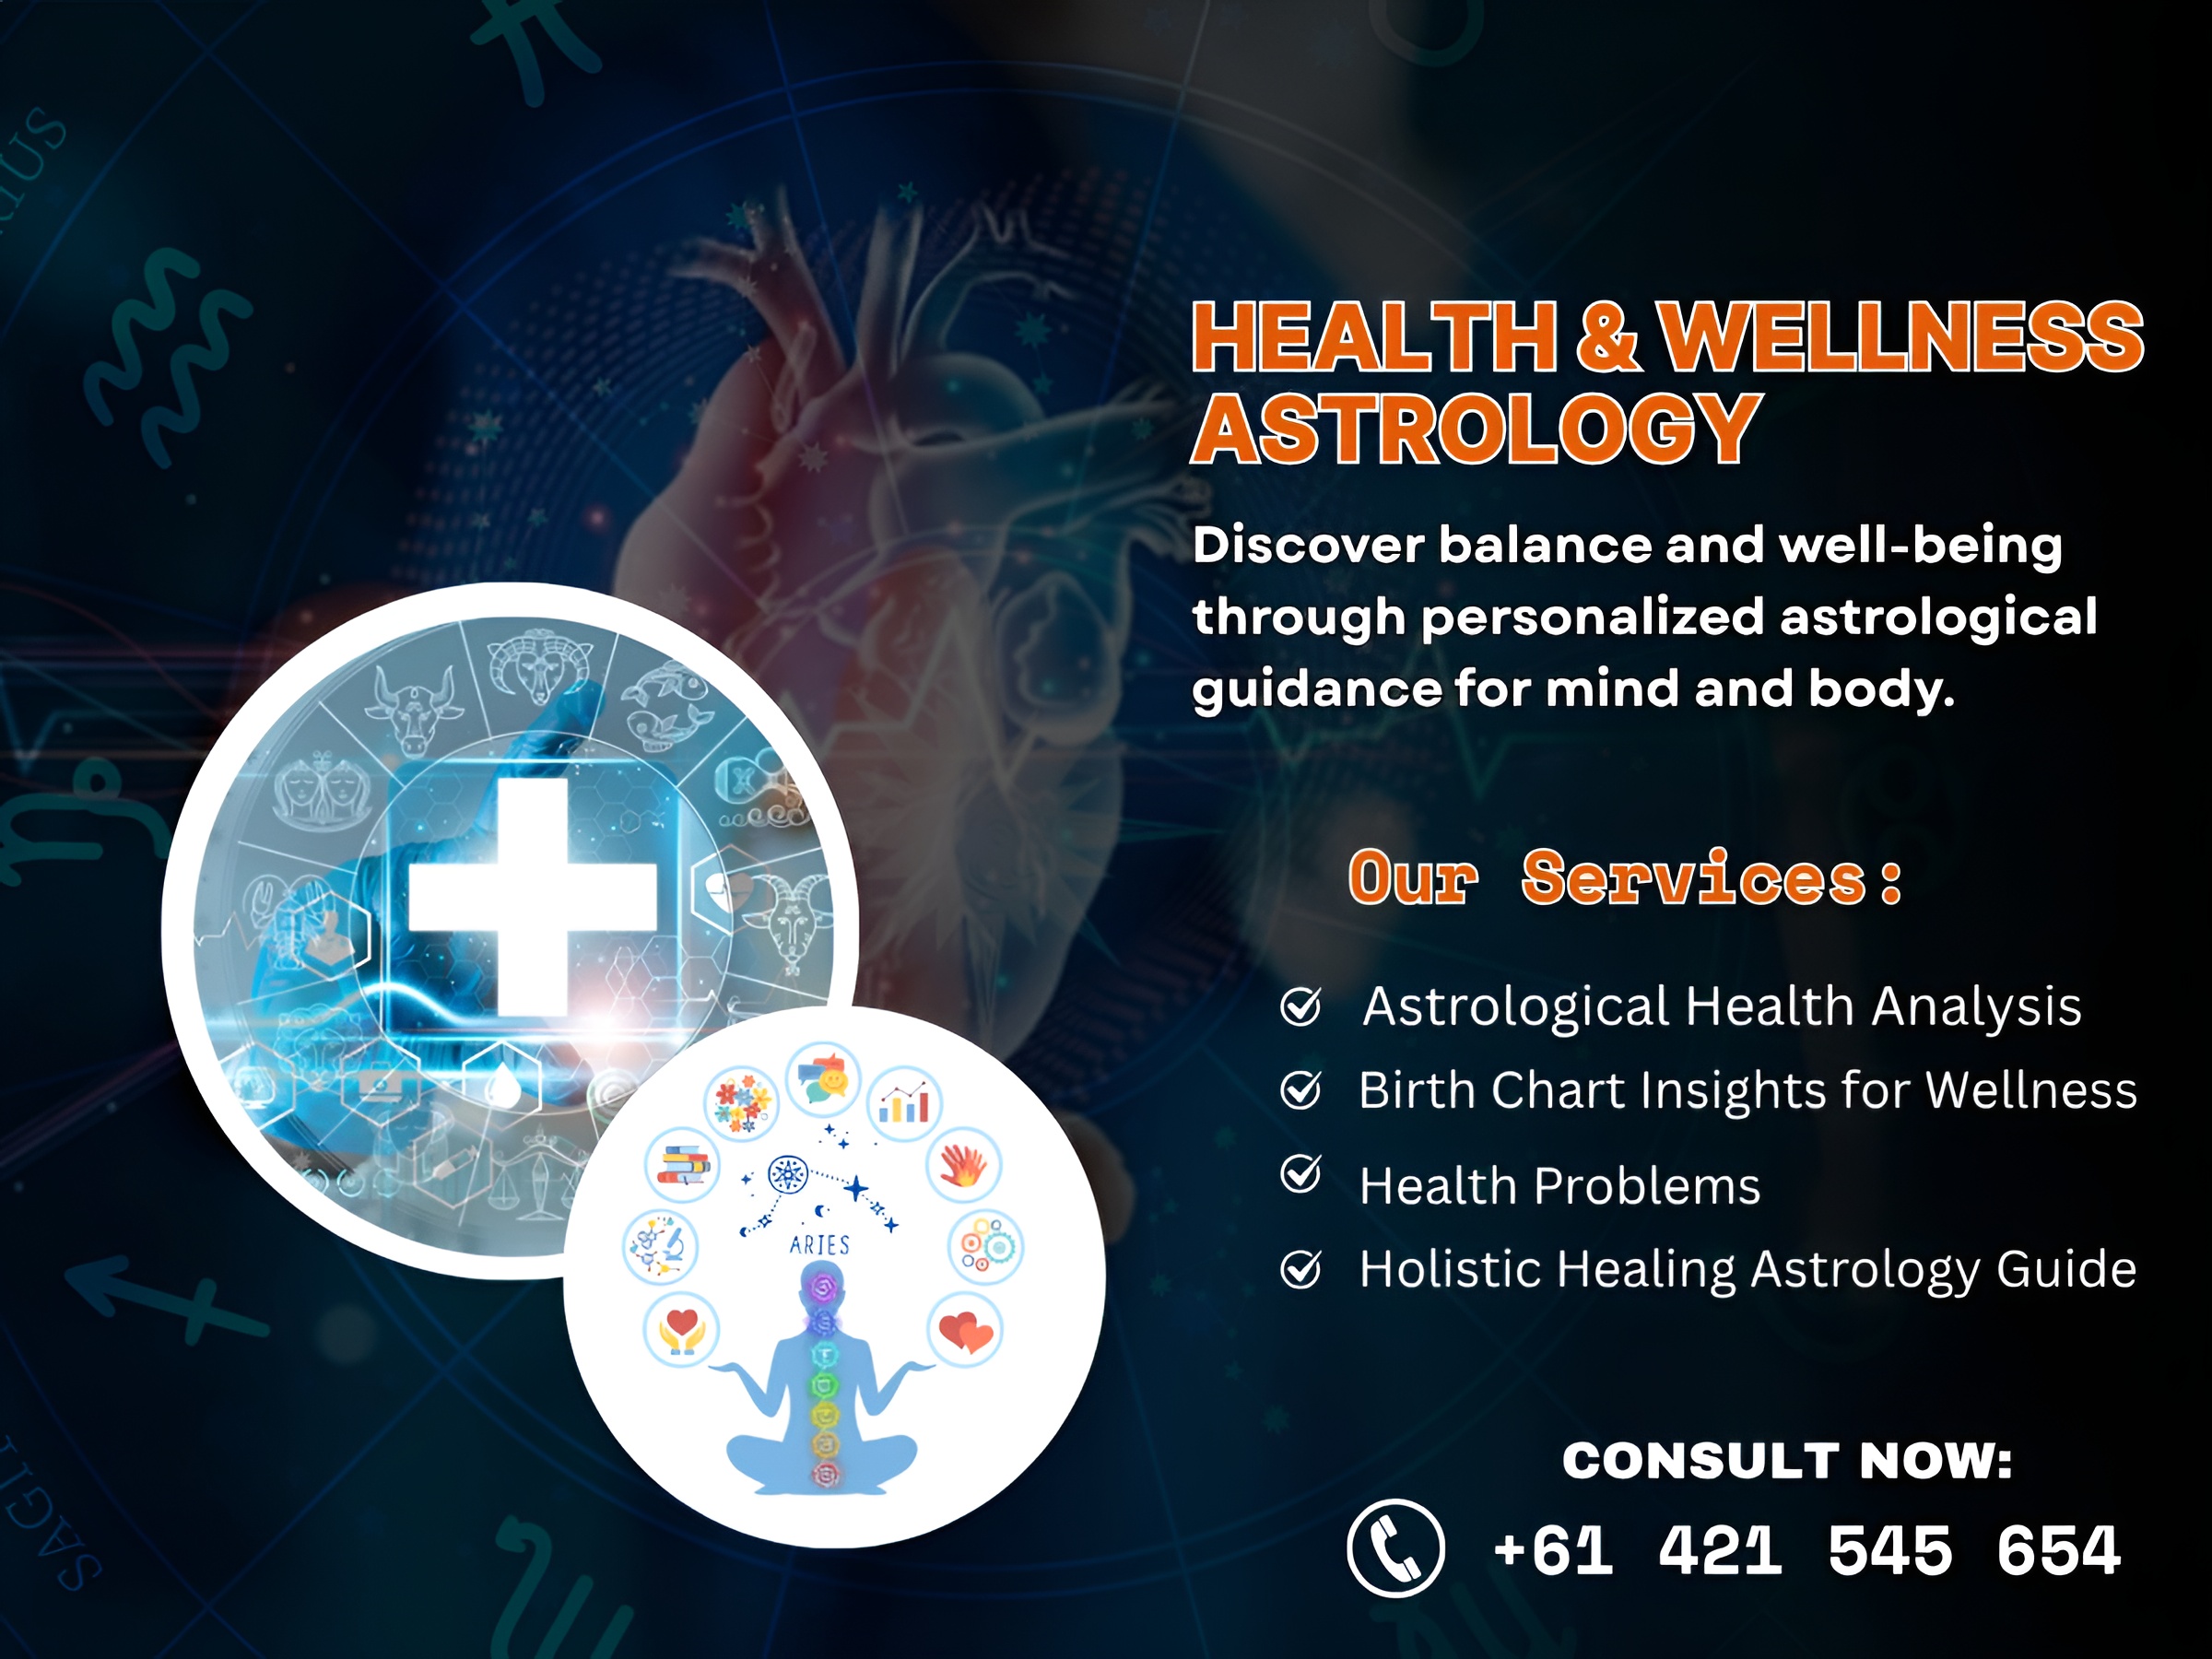 HEALTH & WELLNESS
ASTROLOGY
Discover balance and well-being
through personalized astrological
guidance for mind and body.
Our Services:
Astrological Health Analysis
Birth Chart Insights for Wellness
Health Problems
Holistic Healing Astrology Guide
ARIES
CONSULT NOW:
+61 421 545 654